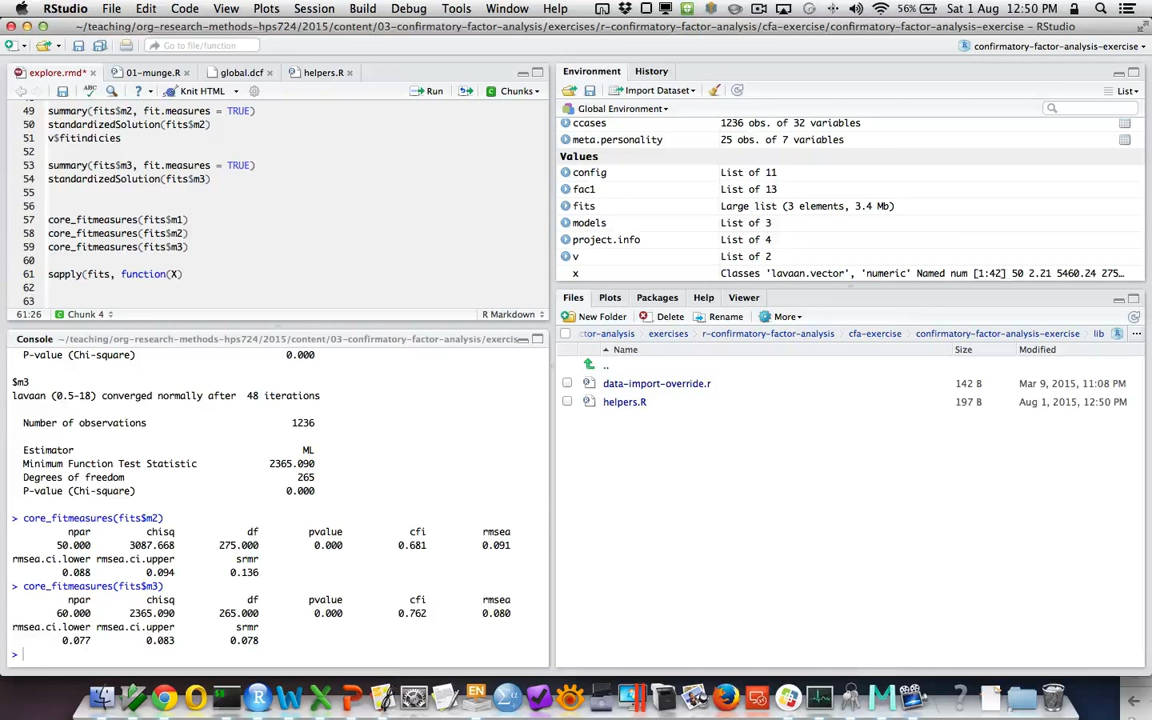 RStudio File Edit Code View Plots Session Build Debug Tools Window Help 56% Sat 1 Aug 12:50 PM
~/teaching/org-research-methods-hps724/2015/content/03-confirmatory-factor-analysis/exercises/r-confirmatory-factor-analysis/cfa-exercise/confirmatory-factor-analysis-exercise - RStudio
Go to file/function confirmatory-factor-analysis-exercise
explore.rmd* 01-munge.R global.dcf helpers.R
ABC Knit HTML Run Chunks
48
49 summary(fits$m2, fit.measures = TRUE)
50 standardizedSolution(fits$m2)
51 v$fitindicies
52
53 summary(fits$m3, fit.measures = TRUE)
54 standardizedSolution(fits$m3)
55
56
57 core_fitmeasures(fits$m1)
58 core_fitmeasures(fits$m2)
59 core_fitmeasures(fits$m3)
60
61 sapply(fits, function(X)
62
63
61:26 Chunk 4 R Markdown
Console ~/teaching/org-research-methods-hps724/2015/content/03-confirmatory-factor-analysis/exercis
P-value (Chi-square) 0.000
$m3
lavaan (0.5-18) converged normally after 48 iterations
Number of observations 1236
Estimator ML
Minimum Function Test Statistic 2365.090
Degrees of freedom 265
P-value (Chi-square) 0.000
> core_fitmeasures(fits$m2)
npar chisq df pvalue cfi rmsea
50.000 3087.668 275.000 0.000 0.681 0.091
rmsea.ci.lower rmsea.ci.upper srmr
0.088 0.094 0.136
> core_fitmeasures(fits$m3)
npar chisq df pvalue cfi rmsea
60.000 2365.090 265.000 0.000 0.762 0.080
rmsea.ci.lower rmsea.ci.upper srmr
0.077 0.083 0.078
>
Environment History
Import Dataset List
Global Environment
ccases 1236 obs. of 32 variables
meta.personality 25 obs. of 7 variables
Values
config List of 11
fac1 List of 13
fits Large list (3 elements, 3.4 Mb)
models List of 3
project.info List of 4
v List of 2
x Classes 'lavaan.vector', 'numeric' Named num [1:42] 50 2.21 5460.24 275…
Files Plots Packages Help Viewer
New Folder Delete Rename More
ctor-analysis exercises r-confirmatory-factor-analysis cfa-exercise confirmatory-factor-analysis-exercise lib ...
Name Size Modified
..
data-import-override.r 142 B Mar 9, 2015, 11:08 PM
helpers.R 197 B Aug 1, 2015, 12:50 PM
EN